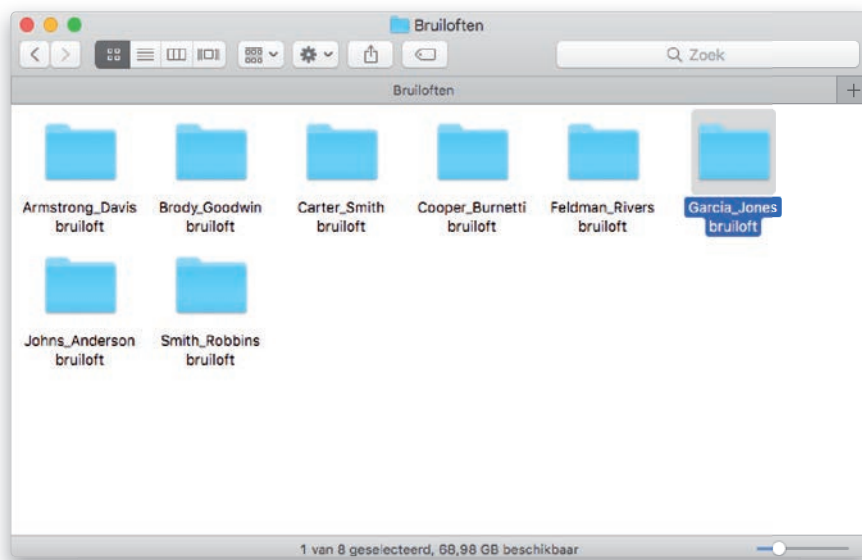 Bruiloften
Zoek
Bruiloften
+
Armstrong_Davis
bruiloft
Brody_Goodwin
bruiloft
Carter_Smith
bruiloft
Cooper_Burnetti
bruiloft
Feldman_Rivers
bruiloft
Garcia_Jones
bruiloft
Johns_Anderson
bruiloft
Smith_Robbins
bruiloft
1 van 8 geselecteerd, 68,98 GB beschikbaar